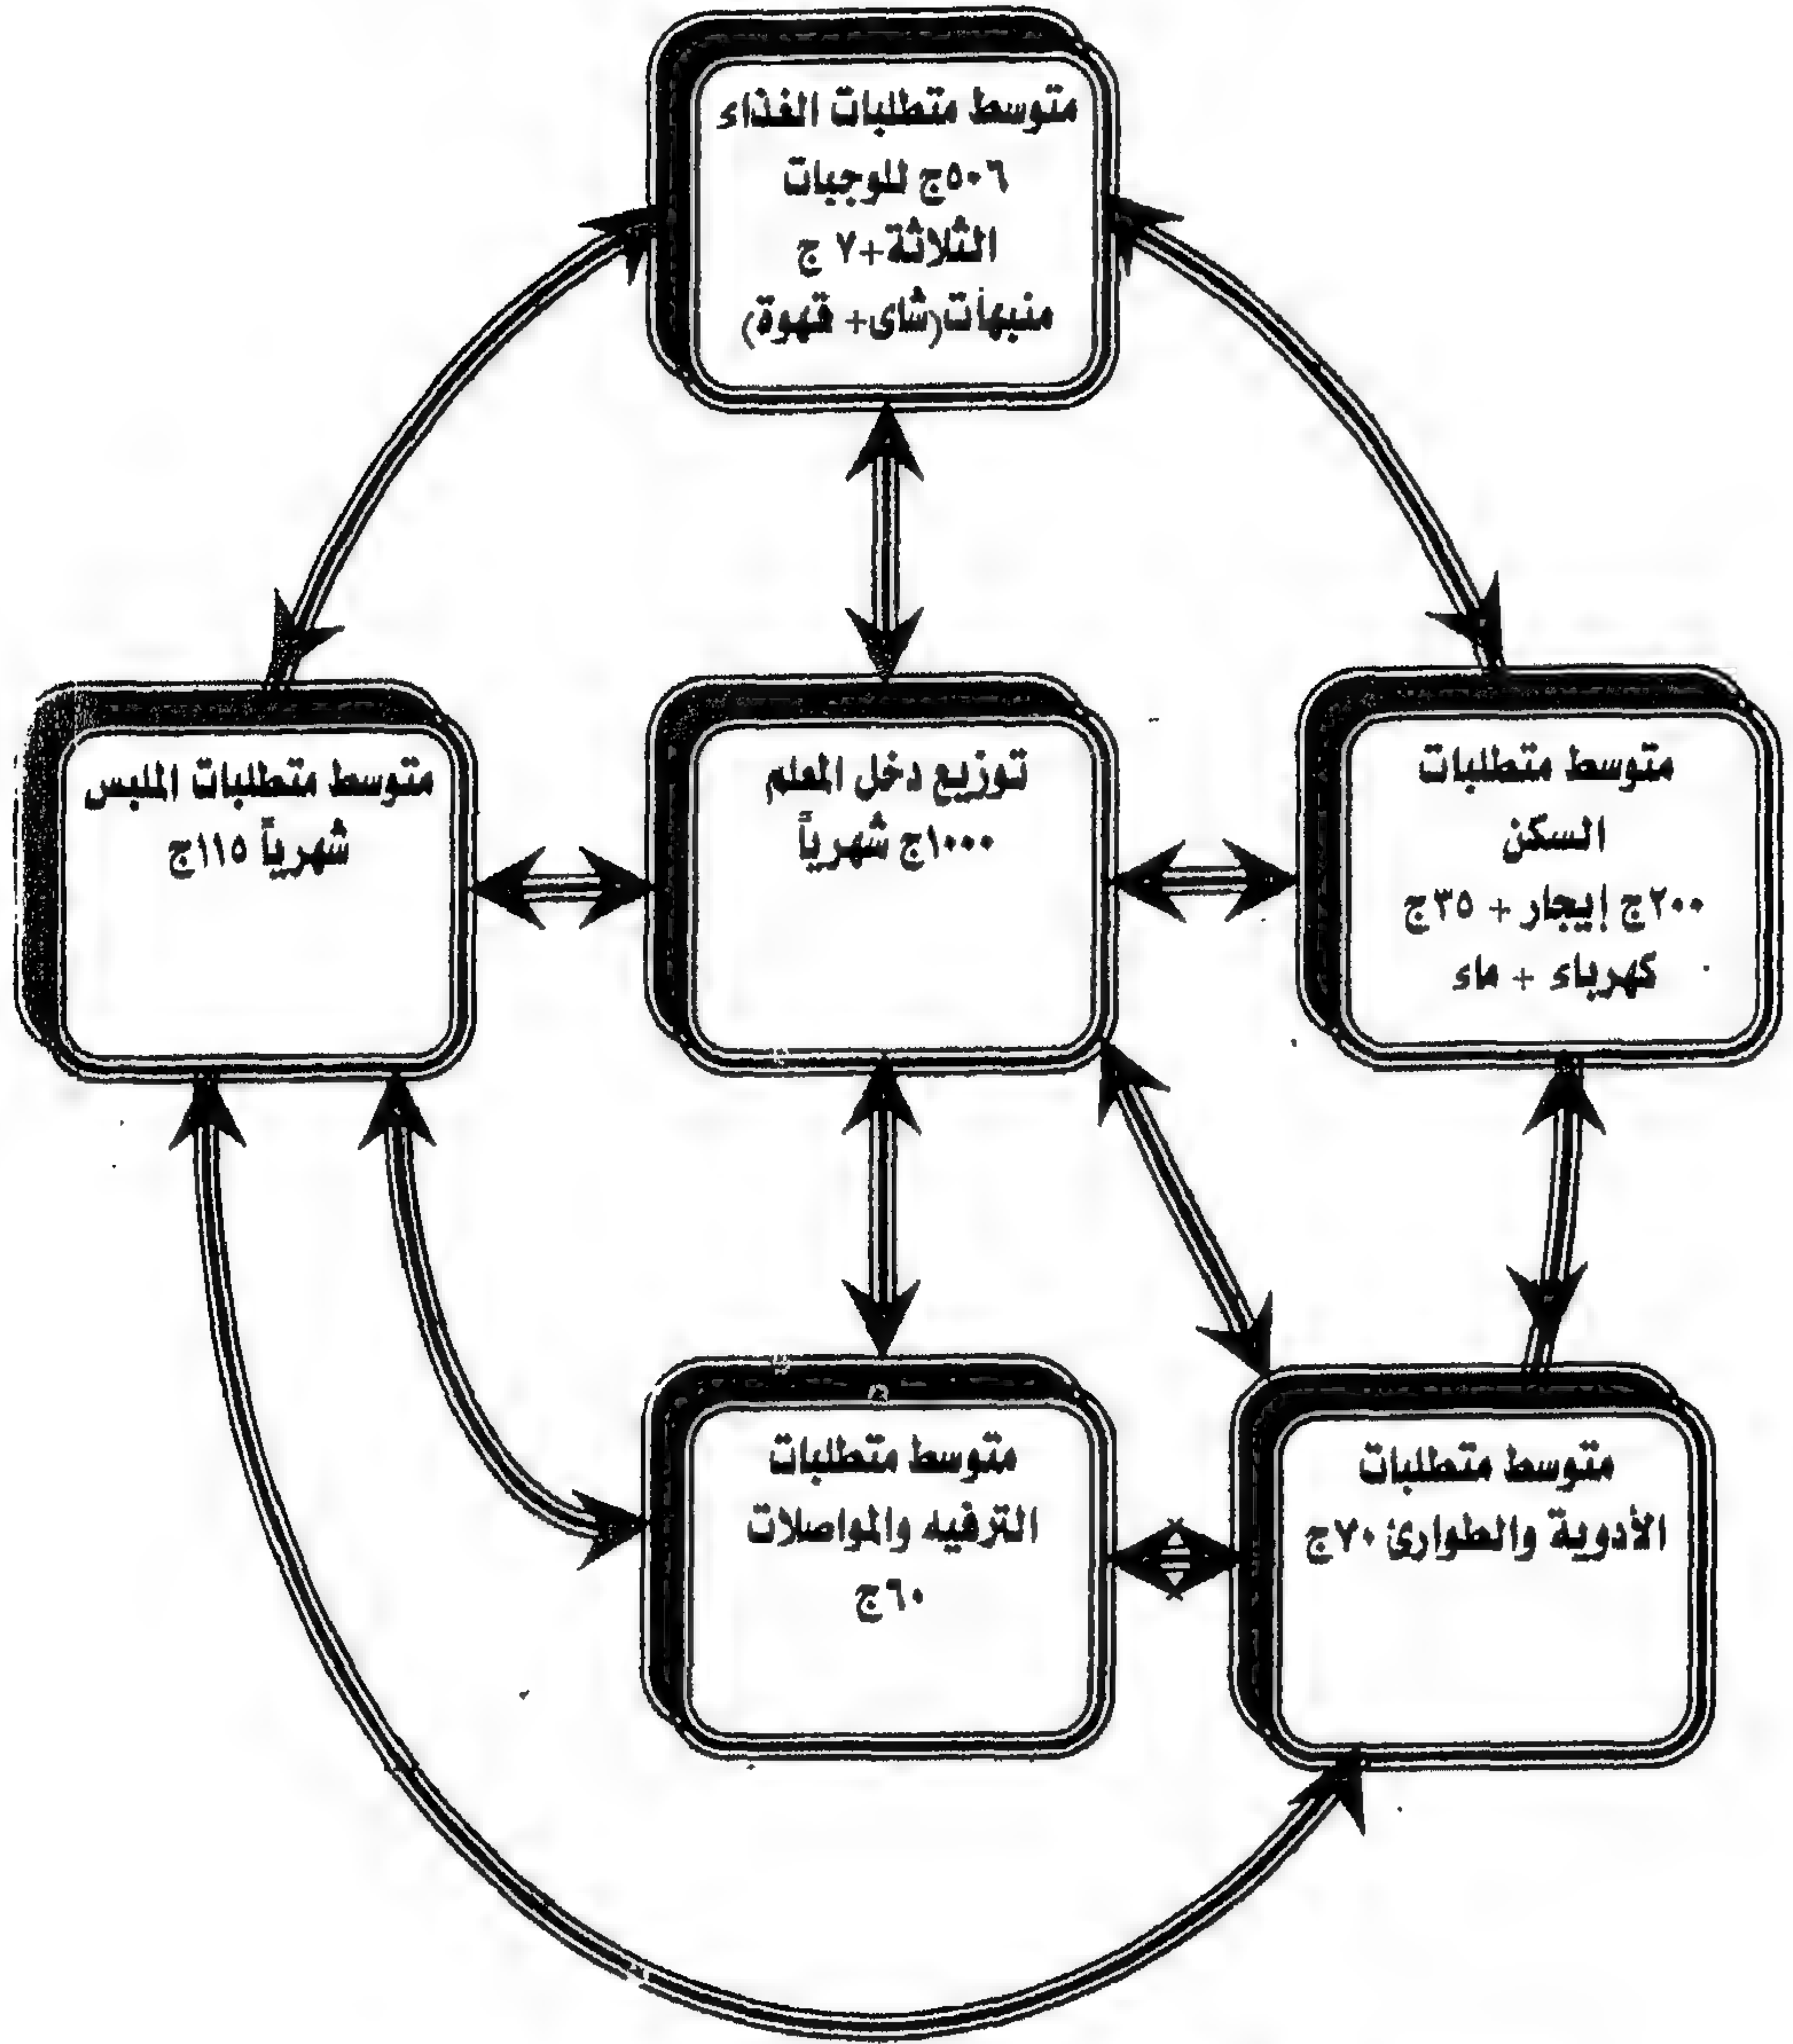 متوسط متطلبات الغذاء
٥٠٦ج للوجبات
الثلاثة+٧ ج
منبهات(شاى+ قهوة)
متوسط متطلبات
السكن
٢٠٠ج إيجار + ٣٥ج
كهرباء + ماء
توزيع دخل المعلم
١٠٠٠ج شهرياً
متوسط متطلبات الملبس
شهرياً ١١٥ج
متوسط متطلبات
الأدوية والطوارئ ٧٠ج
متوسط متطلبات
الترفيه والمواصلات
٦٠ج